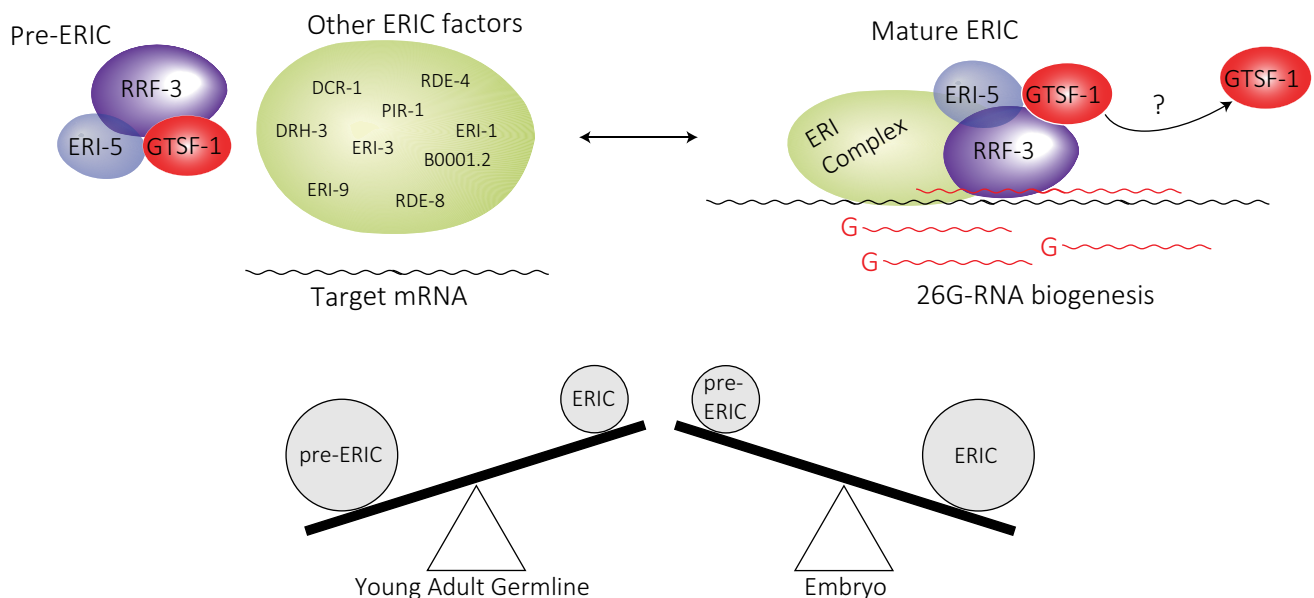 Pre-ERIC
Other ERIC factors
Mature ERIC
RRF-3
ERI-5
GTSF-1
DCR-1
RDE-4
PIR-1
DRH-3
ERI-1
ERI-3
B0001.2
ERI-9
RDE-8
Target mRNA
ERI
Complex
ERI-5
GTSF-1
RRF-3
?
GTSF-1
G
G
G
26G-RNA biogenesis
pre-ERIC
ERIC
Young Adult Germline
pre-
ERIC
ERIC
Embryo